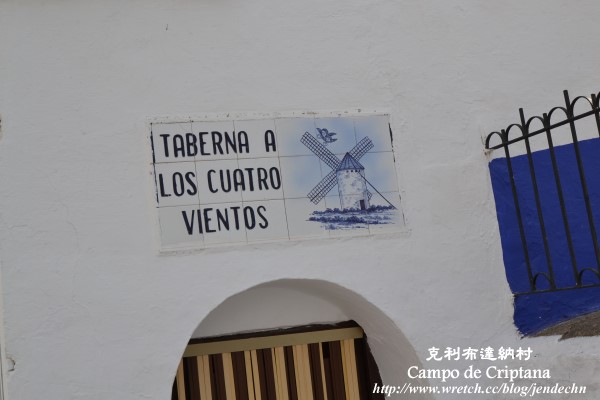 TABERNA A
LOS CUATRO
VIENTOS
克利布達納村
Campo de Criptana
http://www.wretch.cc/blog/jendechn